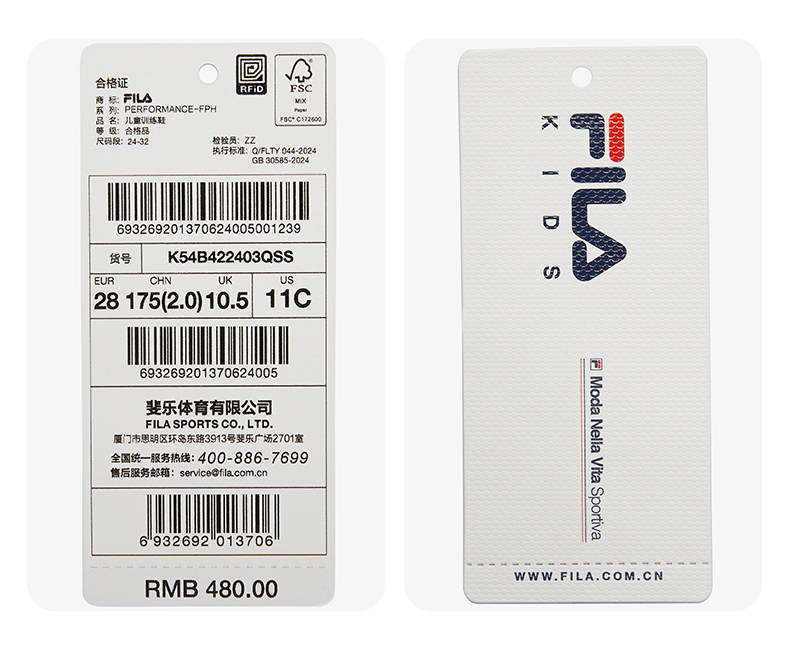 合格证
商 标: FILA
系 列: PERFORMANCE-FPH
品 名: 儿童训练鞋
等 级: 合格品
尺码段: 24-32
检验员: ZZ
执行标准: Q/FLTY 044-2024
GB 30585-2024
RFiD
FSC
MIX
Paper
FSC® C172600
693269201370624005001239
货号 K54B422403QSS
EUR CHN UK US
28 175(2.0) 10.5 11C
693269201370624005
斐乐体育有限公司
FILA SPORTS CO., LTD.
厦门市思明区环岛东路3913号斐乐广场2701室
全国统一服务热线: 400-886-7699
售后服务邮箱: service@fila.com.cn
6 932692 013706
RMB 480.00
FILA
KIDS
Moda Nella Vita Sportiva
WWW.FILA.COM.CN